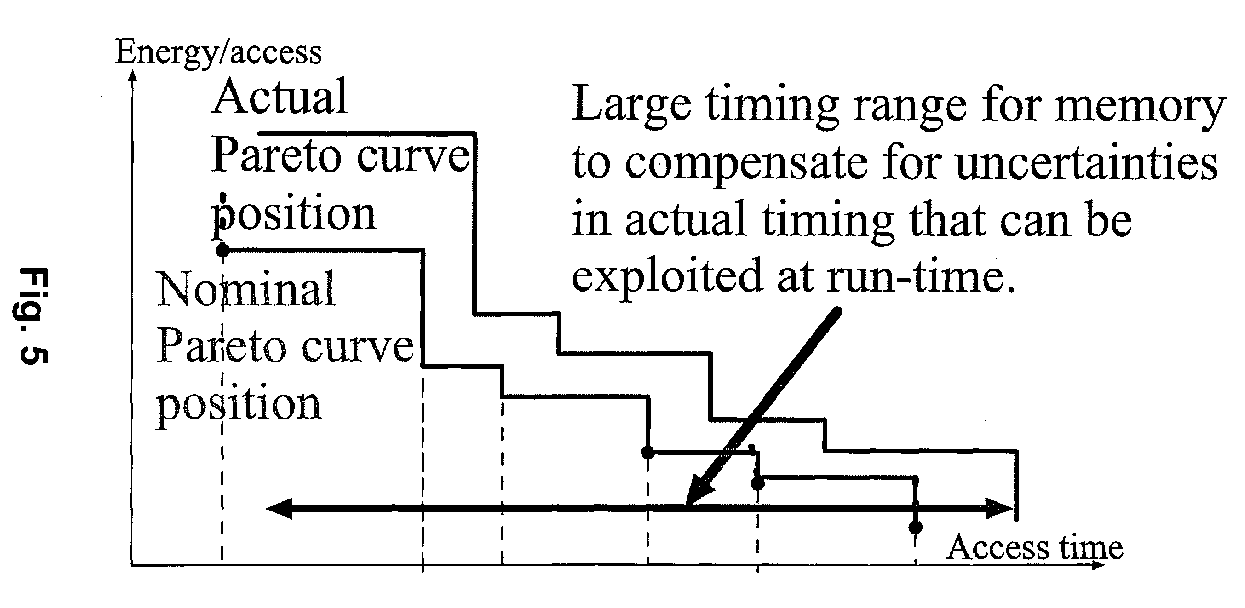 Energy/access
Actual
Pareto curve
position
Nominal
Pareto curve
position
Large timing range for memory
to compensate for uncertainties
in actual timing that can be
exploited at run-time.
Access time
Fig. 5